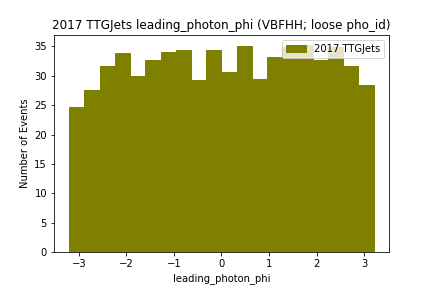 2017 TTGJets leading_photon_phi (VBFHH; loose pho_id)
2017 TTGJets
Number of Events
35
30
25
20
15
10
5
0
−3 −2 −1 0 1 2 3
leading_photon_phi